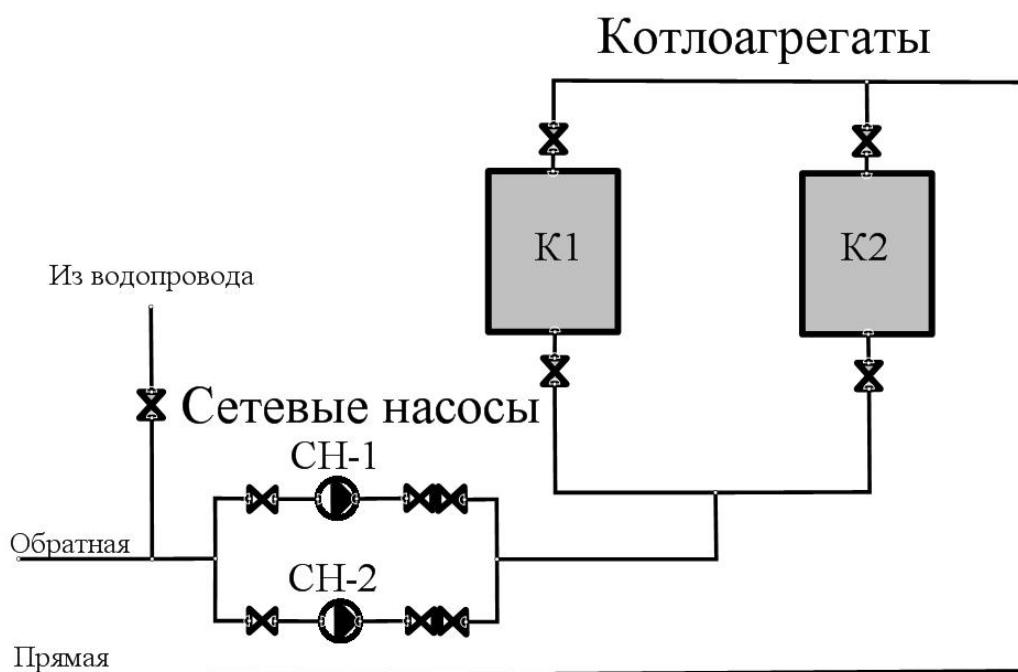 Котлоагрегаты
К1
К2
Из водопровода
Сетевые насосы
СН-1
Обратная
СН-2
Прямая